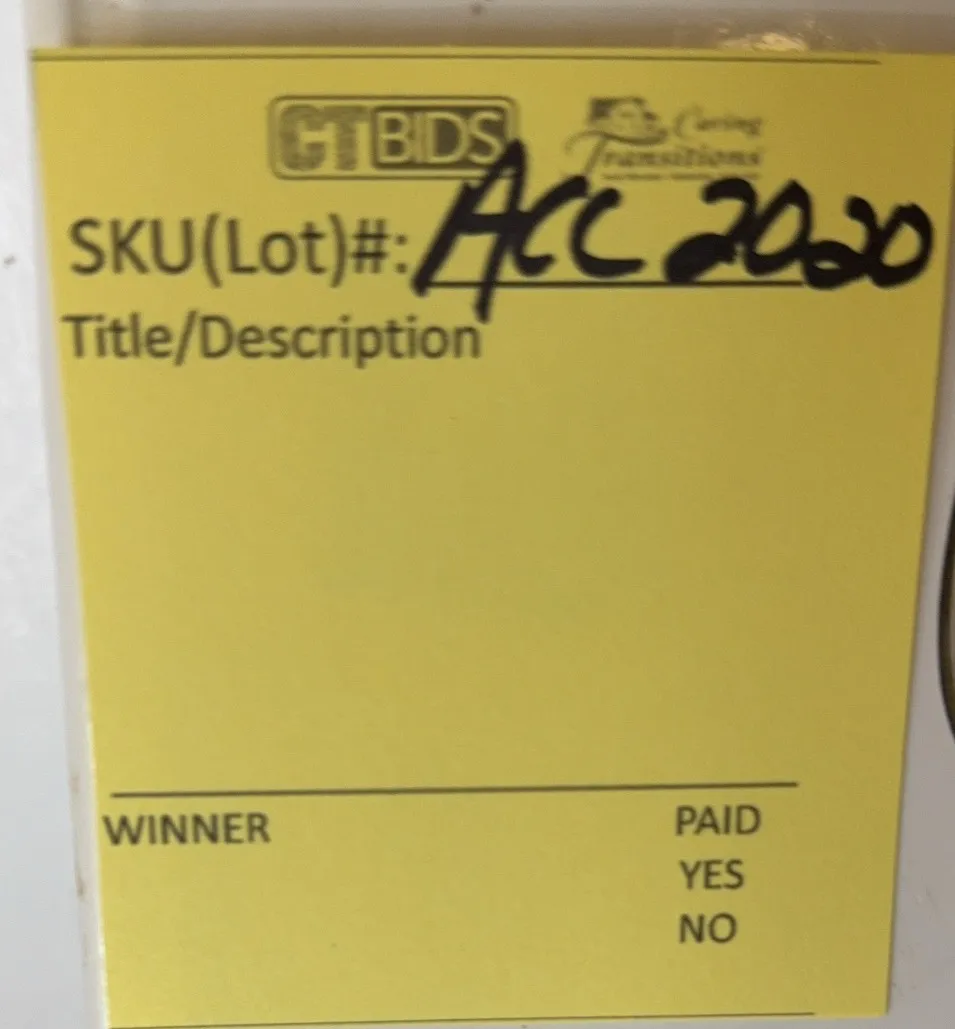 CTBIDS Caring Transitions
SKU(Lot)#: ACC 2020
Title/Description
WINNER PAID
YES
NO